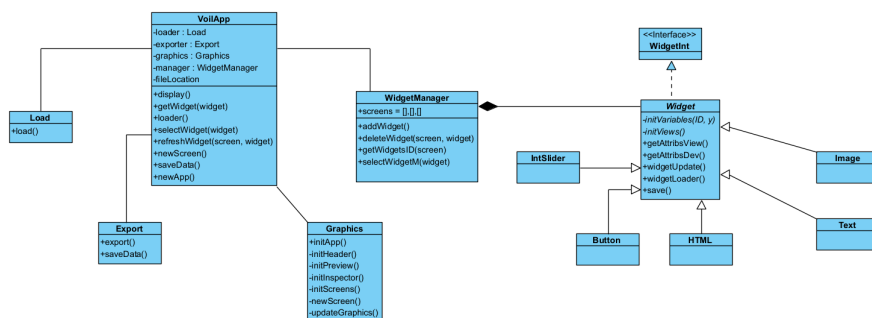 VoilApp
-loader : Load
-exporter : Export
-graphics : Graphics
-manager : WidgetManager
-fileLocation
+display()
+getWidget(widget)
+loader()
+selectWidget(widget)
+refreshWidget(screen, widget)
+newScreen()
+saveData()
+newApp()
Load
+load()
Export
+export()
+saveData()
Graphics
+initApp()
-initHeader()
-initPreview()
-initInspector()
-initScreens()
-newScreen()
-updateGraphics()
WidgetManager
+screens = [],[],[]
+addWidget()
+deleteWidget(screen, widget)
+getWidgetsID(screen)
+selectWidgetM(widget)
<<Interface>>
WidgetInt
Widget
-initVariables(ID, y)
-initViews()
+getAttribsView()
+getAttribsDev()
+widgetUpdate()
+widgetLoader()
+save()
IntSlider
Button
HTML
Text
Image